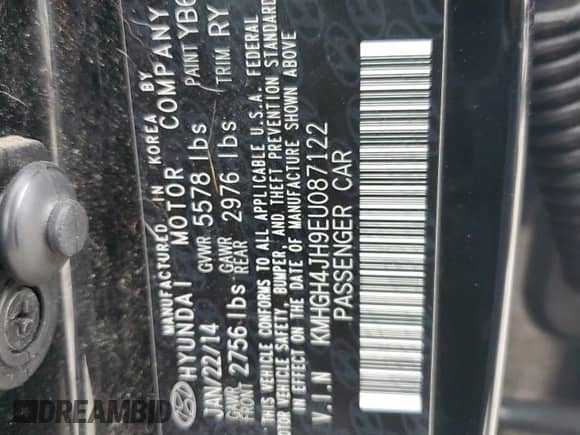 MANUFACTURED IN KOREA BY
HYUNDAI MOTOR COMPANY
JAN/22/14 GVWR 5578 lbs PAINT YB6
GAWR FRONT 2756 lbs GAWR REAR 2976 lbs TRIM RY
THIS VEHICLE CONFORMS TO ALL APPLICABLE U.S.A. FEDERAL
MOTOR VEHICLE SAFETY, BUMPER, AND THEFT PREVENTION STANDARDS
IN EFFECT ON THE DATE OF MANUFACTURE SHOWN ABOVE
V.I.N KMHGH4JH9EU087122
PASSENGER CAR
DREAMBID